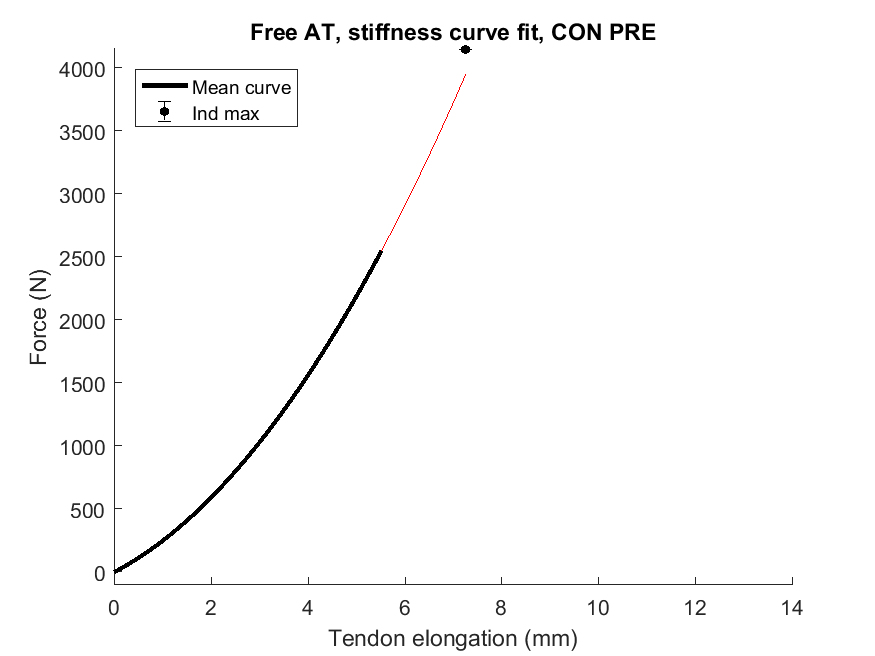 Free AT, stiffness curve fit, CON PRE
Mean curve
Ind max
4000
3500
3000
2500
2000
1500
1000
500
0
Force (N)
0 2 4 6 8 10 12 14
Tendon elongation (mm)